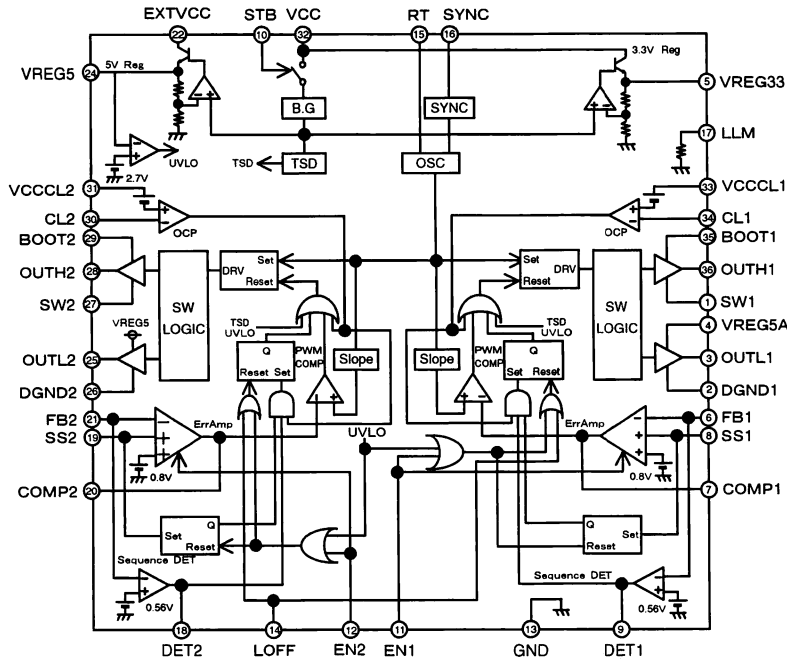 EXTVCC STB VCC RT SYNC
22 10 32 15 16
VREG5 24 5V Reg 3.3V Reg 5 VREG33
B.G SYNC
17 LLM
UVLO TSD TSD OSC
2.7V
VCCCL2 31 33 VCCCL1
CL2 30 OCP OCP 34 CL1
BOOT2 29 35 BOOT1
OUTH2 28 DRV Set Reset Set Reset DRV 36 OUTH1
SW2 27 SW LOGIC SW LOGIC 1 SW1
VREG5 TSD UVLO TSD UVLO 4 VREG5A
OUTL2 25 Q PWM COMP Slope Slope PWM COMP Q 3 OUTL1
Reset Set Set Reset
DGND2 26 2 DGND1
FB2 21 ErrAmp ErrAmp 6 FB1
SS2 19 UVLO 8 SS1
0.8V 0.8V
COMP2 20 7 COMP1
Set Q Reset Q Reset Set
Sequence DET Sequence DET
0.56V 0.56V
18 14 12 11 13 9
DET2 LOFF EN2 EN1 GND DET1